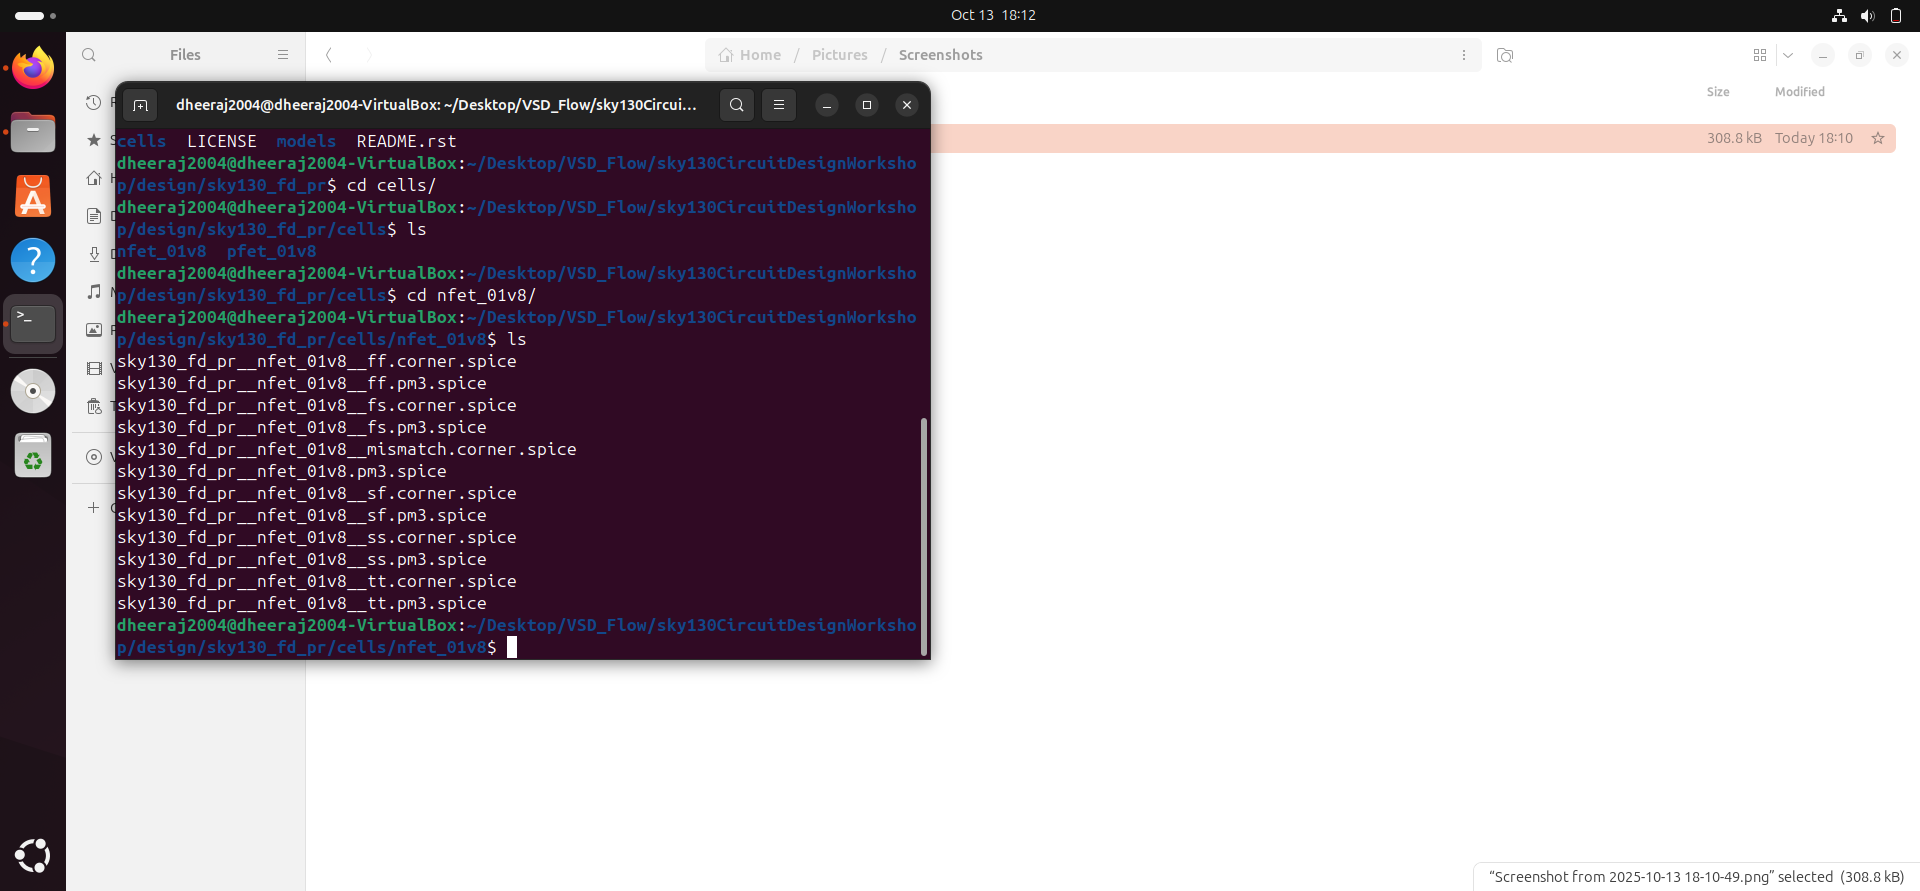 Oct 13 18:12
Files
Home / Pictures / Screenshots
Size Modified
308.8 kB Today 18:10
dheeraj2004@dheeraj2004-VirtualBox: ~/Desktop/VSD_Flow/sky130Circui...
cells LICENSE models README.rst
dheeraj2004@dheeraj2004-VirtualBox:~/Desktop/VSD_Flow/sky130CircuitDesignWorksho
p/design/sky130_fd_pr$ cd cells/
dheeraj2004@dheeraj2004-VirtualBox:~/Desktop/VSD_Flow/sky130CircuitDesignWorksho
p/design/sky130_fd_pr/cells$ ls
nfet_01v8 pfet_01v8
dheeraj2004@dheeraj2004-VirtualBox:~/Desktop/VSD_Flow/sky130CircuitDesignWorksho
p/design/sky130_fd_pr/cells$ cd nfet_01v8/
dheeraj2004@dheeraj2004-VirtualBox:~/Desktop/VSD_Flow/sky130CircuitDesignWorksho
p/design/sky130_fd_pr/cells/nfet_01v8$ ls
sky130_fd_pr__nfet_01v8__ff.corner.spice
sky130_fd_pr__nfet_01v8__ff.pm3.spice
sky130_fd_pr__nfet_01v8__fs.corner.spice
sky130_fd_pr__nfet_01v8__fs.pm3.spice
sky130_fd_pr__nfet_01v8__mismatch.corner.spice
sky130_fd_pr__nfet_01v8.pm3.spice
sky130_fd_pr__nfet_01v8__sf.corner.spice
sky130_fd_pr__nfet_01v8__sf.pm3.spice
sky130_fd_pr__nfet_01v8__ss.corner.spice
sky130_fd_pr__nfet_01v8__ss.pm3.spice
sky130_fd_pr__nfet_01v8__tt.corner.spice
sky130_fd_pr__nfet_01v8__tt.pm3.spice
dheeraj2004@dheeraj2004-VirtualBox:~/Desktop/VSD_Flow/sky130CircuitDesignWorksho
p/design/sky130_fd_pr/cells/nfet_01v8$
“Screenshot from 2025-10-13 18-10-49.png” selected (308.8 kB)